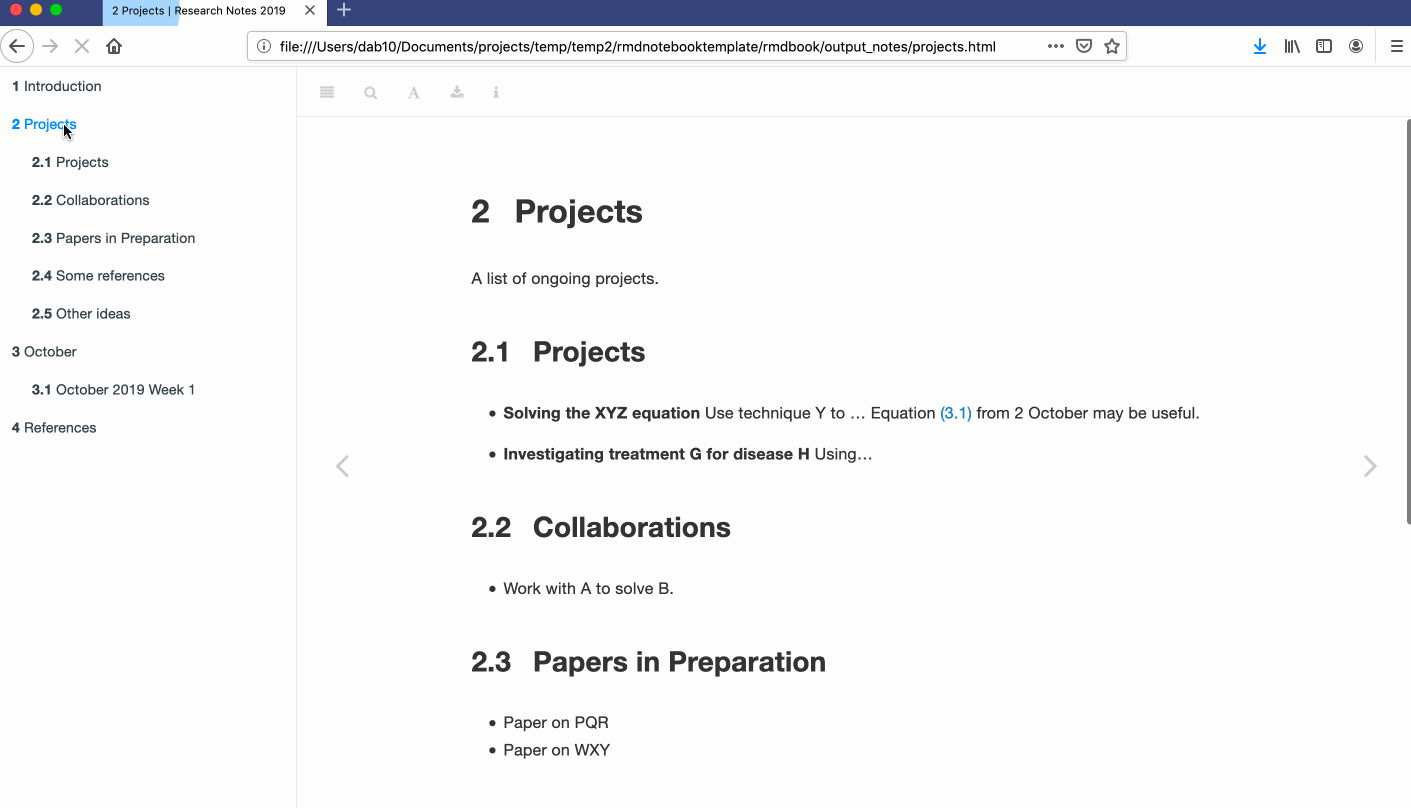 2 Projects | Research Notes 2019
file:///Users/dab10/Documents/projects/temp/temp2/rmdnotebooktemplate/rmdbook/output_notes/projects.html
1 Introduction
2 Projects
2.1 Projects
2.2 Collaborations
2.3 Papers in Preparation
2.4 Some references
2.5 Other ideas
3 October
3.1 October 2019 Week 1
4 References
2 Projects
A list of ongoing projects.
2.1 Projects
• Solving the XYZ equation Use technique Y to … Equation (3.1) from 2 October may be useful.
• Investigating treatment G for disease H Using…
2.2 Collaborations
• Work with A to solve B.
2.3 Papers in Preparation
• Paper on PQR
• Paper on WXY